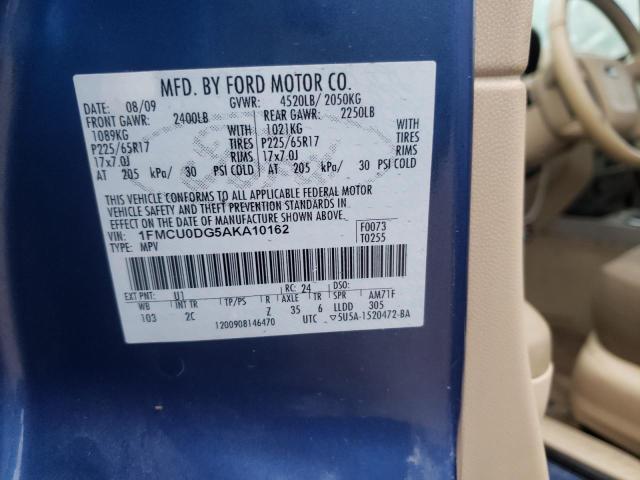 MFD. BY FORD MOTOR CO.
DATE: 08/09 GVWR: 4520LB/ 2050KG
FRONT GAWR: 2400LB REAR GAWR: 2250LB
1089KG WITH 1021KG WITH
P225/65R17 TIRES P225/65R17 TIRES
17x7.0J RIMS 17x7.0J RIMS
AT 205 kPa/ 30 PSI COLD AT 205 kPa/ 30 PSI COLD
THIS VEHICLE CONFORMS TO ALL APPLICABLE FEDERAL MOTOR
VEHICLE SAFETY AND THEFT PREVENTION STANDARDS IN
EFFECT ON THE DATE OF MANUFACTURE SHOWN ABOVE.
VIN: 1FMCU0DG5AKA10162 F0073
TYPE: MPV T0255
EXT PNT: UJ RC: 24 DSO:
WB INT TR TP/PS R AXLE TR SPR AM71F
103 2C Z 35 6 LLDD 305
1200908146470 UTC ▽5U5A-1520472-BA